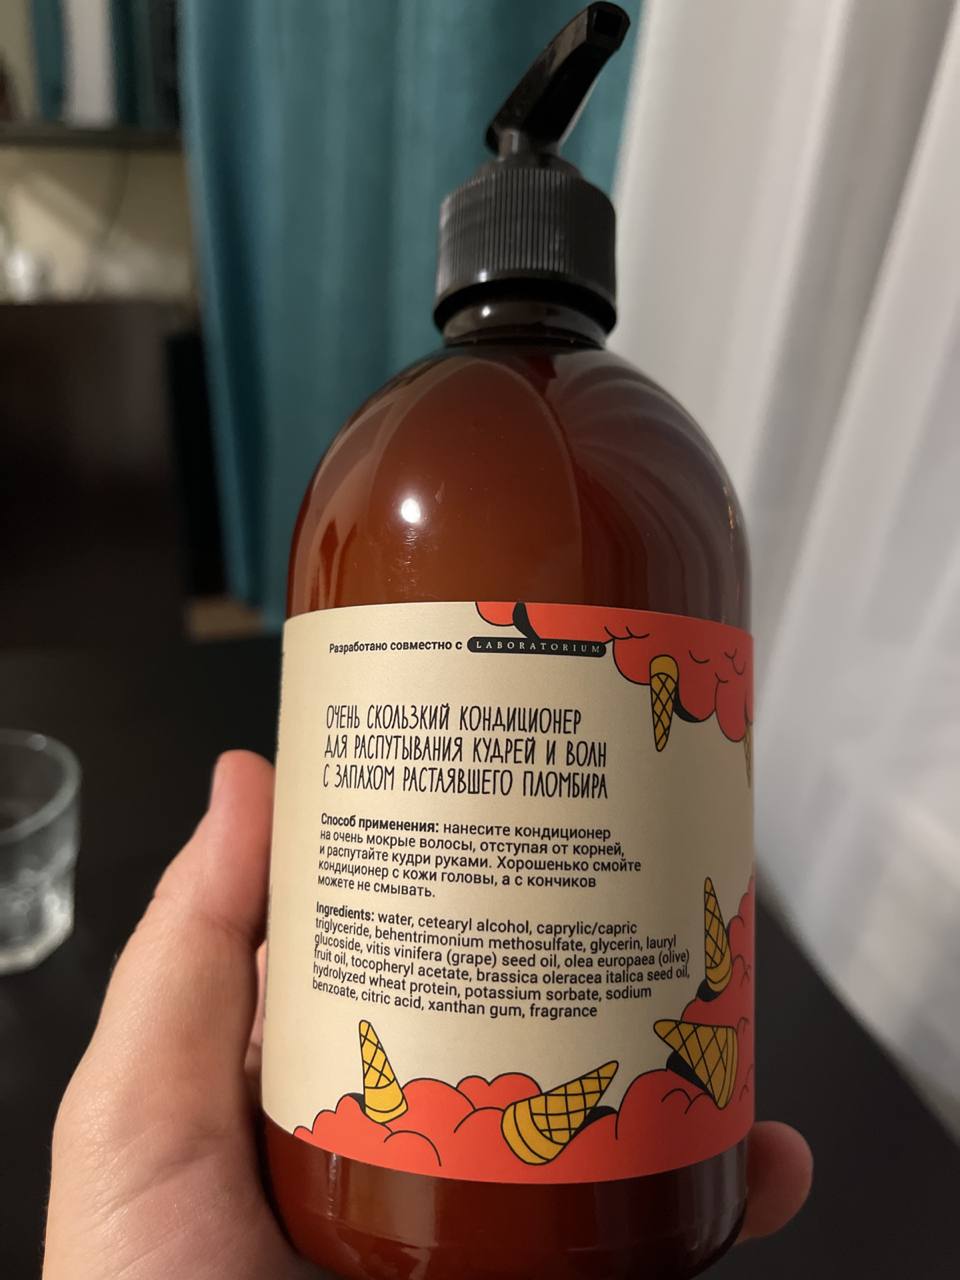 Разработано совместно с LABORATORIUM
ОЧЕНЬ СКОЛЬЗКИЙ КОНДИЦИОНЕР
ДЛЯ РАСПУТЫВАНИЯ КУДРЕЙ И ВОЛН
С ЗАПАХОМ РАСТАЯВШЕГО ПЛОМБИРА
Способ применения: нанесите кондиционер
на очень мокрые волосы, отступая от корней,
и распутайте кудри руками. Хорошенько смойте
кондиционер с кожи головы, а с кончиков
можете не смывать.
Ingredients: water, cetearyl alcohol, caprylic/capric
triglyceride, behentrimonium methosulfate, glycerin, lauryl
glucoside, vitis vinifera (grape) seed oil, olea europaea (olive)
fruit oil, tocopheryl acetate, brassica oleracea italica seed oil,
hydrolyzed wheat protein, potassium sorbate, sodium
benzoate, citric acid, xanthan gum, fragrance